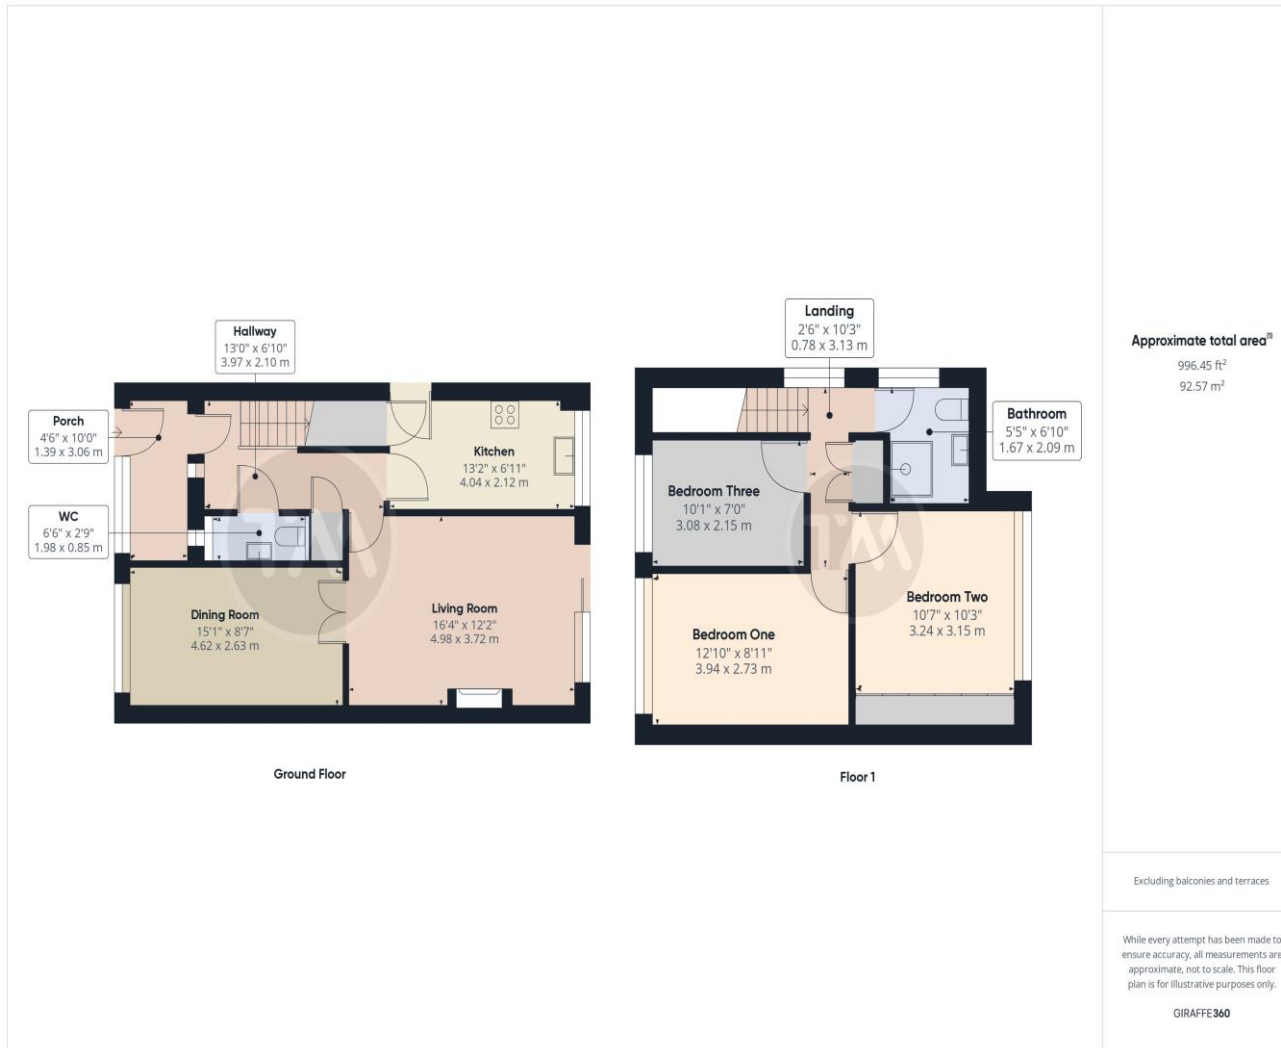 Hallway
13'0" x 6'10"
3.97 x 2.10 m
Porch
4'6" x 10'0"
1.39 x 3.06 m
WC
6'6" x 2'9"
1.98 x 0.85 m
Kitchen
13'2" x 6'11"
4.04 x 2.12 m
Dining Room
15'1" x 8'7"
4.62 x 2.63 m
Living Room
16'4" x 12'2"
4.98 x 3.72 m
Ground Floor
Landing
2'6" x 10'3"
0.78 x 3.13 m
Bathroom
5'5" x 6'10"
1.67 x 2.09 m
Bedroom Three
10'1" x 7'0"
3.08 x 2.15 m
Bedroom Two
10'7" x 10'3"
3.24 x 3.15 m
Bedroom One
12'10" x 8'11"
3.94 x 2.73 m
Floor 1
TM
TM
Approximate total area⁽¹⁾
996.45 ft²
92.57 m²
Excluding balconies and terraces
While every attempt has been made to
ensure accuracy, all measurements are
approximate, not to scale. This floor
plan is for illustrative purposes only.
GIRAFFE360